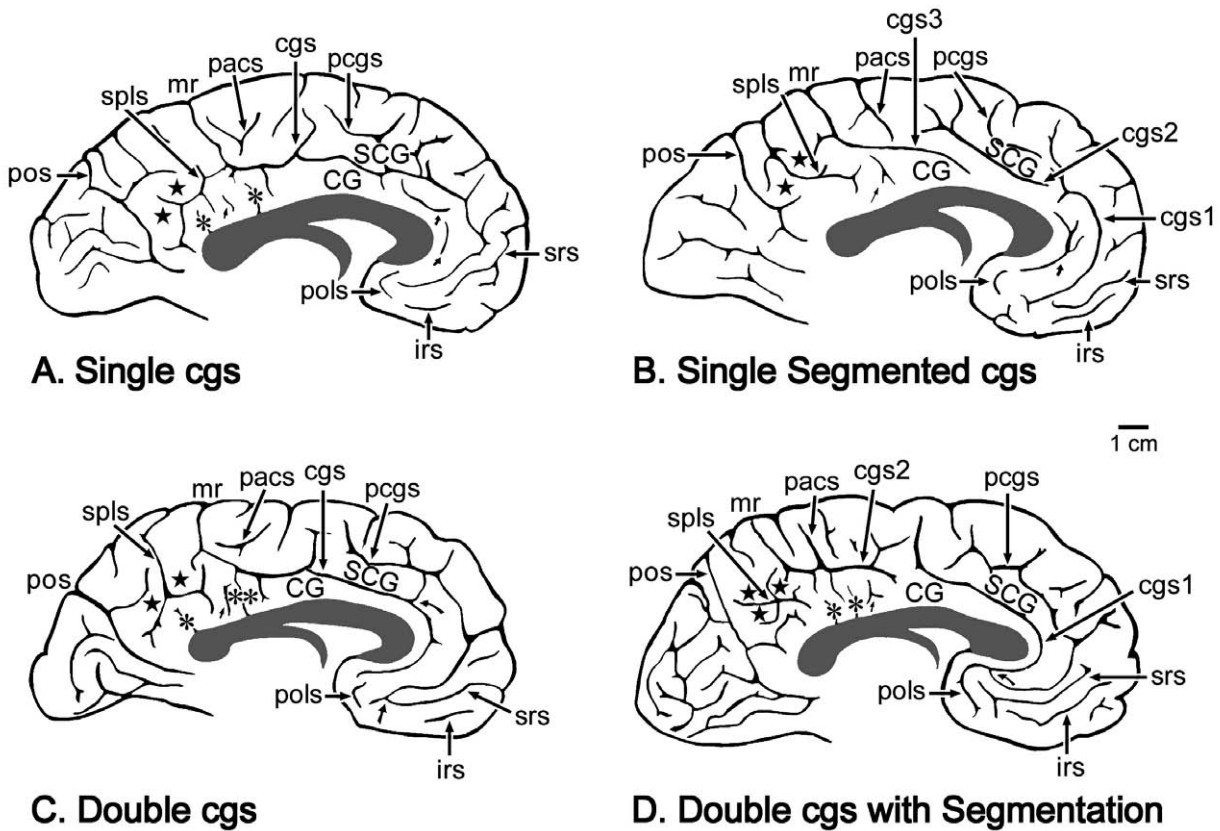 cgs
pacs
pcgs
mr
spls
pos
SCG
CG
*
*
srs
pols
irs
A. Single cgs
cgs3
mr
pacs
pcgs
spls
cgs2
pos
SCG
CG
cgs1
srs
pols
irs
B. Single Segmented cgs
1 cm
cgs
pacs
mr
pcgs
spls
pos
SCG
CG
**
*
pols
srs
irs
C. Double cgs
pacs
cgs2
pcgs
mr
spls
pos
SCG
CG
cgs1
*
*
pols
srs
irs
D. Double cgs with Segmentation